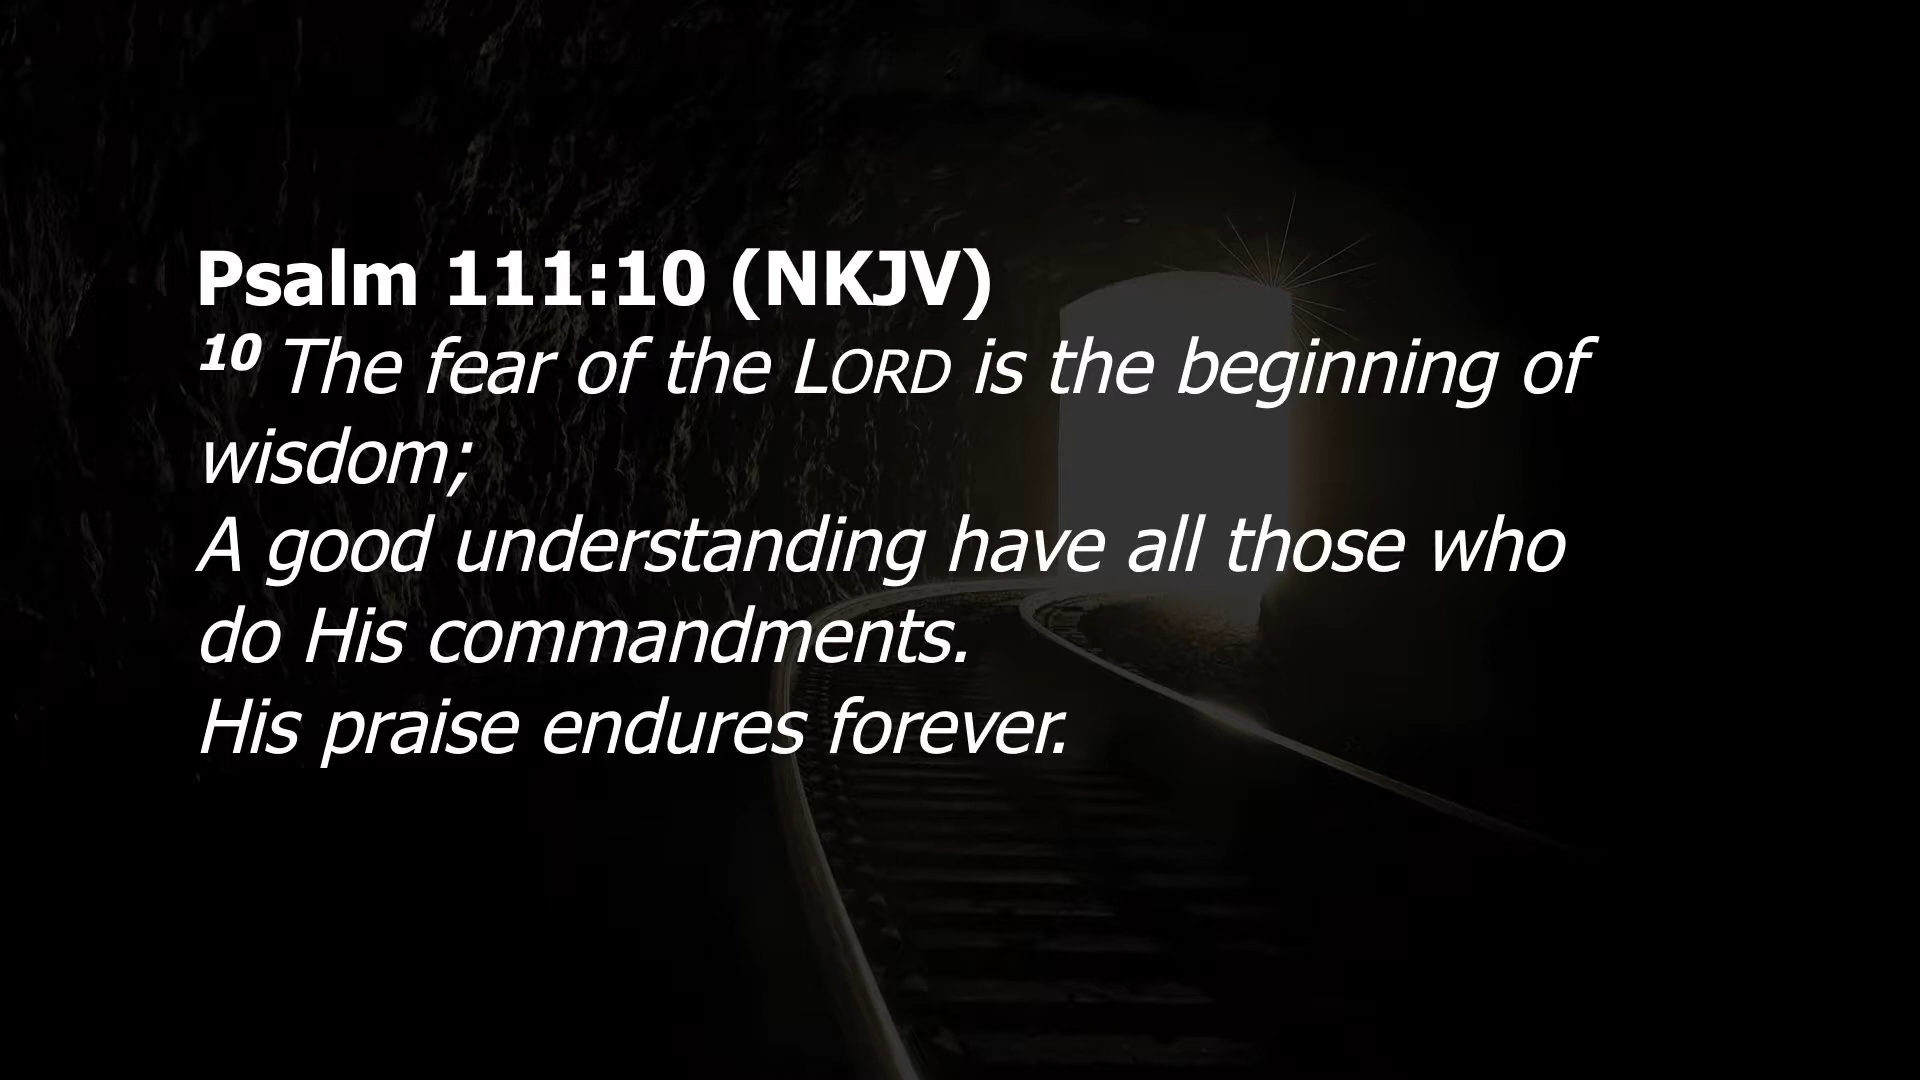 Psalm 111:10 (NKJV)
10 The fear of the LORD is the beginning of
wisdom;
A good understanding have all those who
do His commandments.
His praise endures forever.